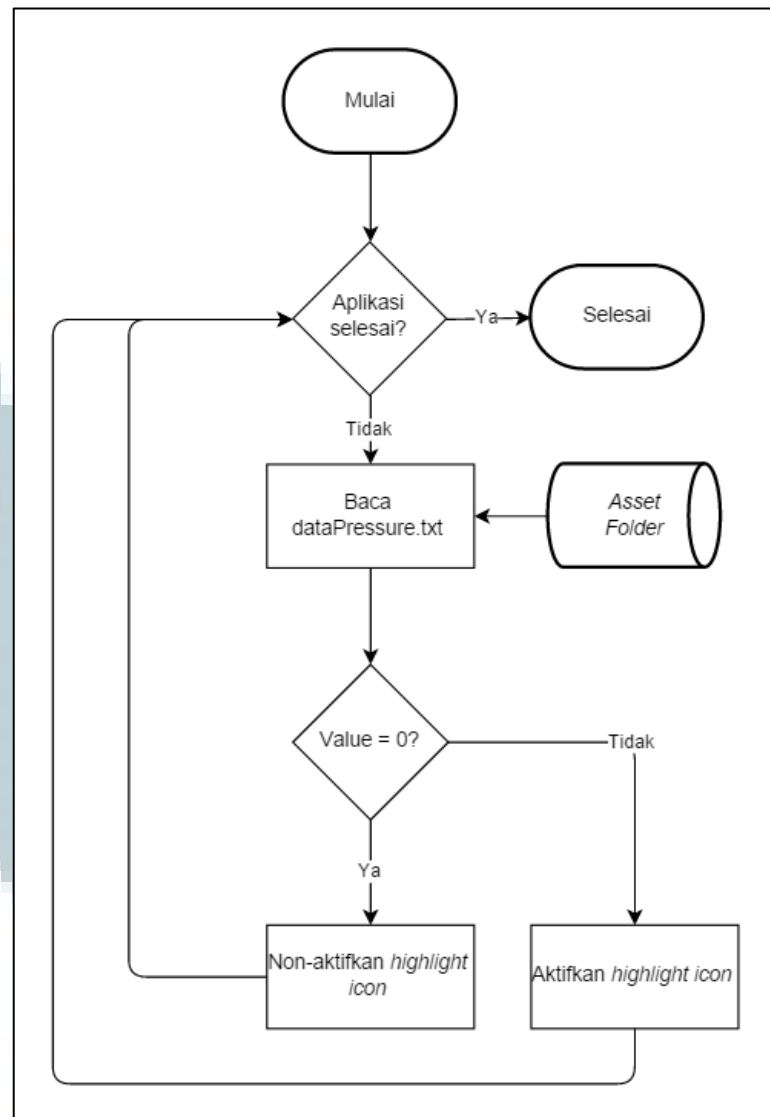 Mulai
Aplikasi
selesai?
Ya
Selesai
Tidak
Baca
dataPressure.txt
Asset
Folder
Value = 0?
Tidak
Ya
Non-aktifkan highlight
icon
Aktifkan highlight icon